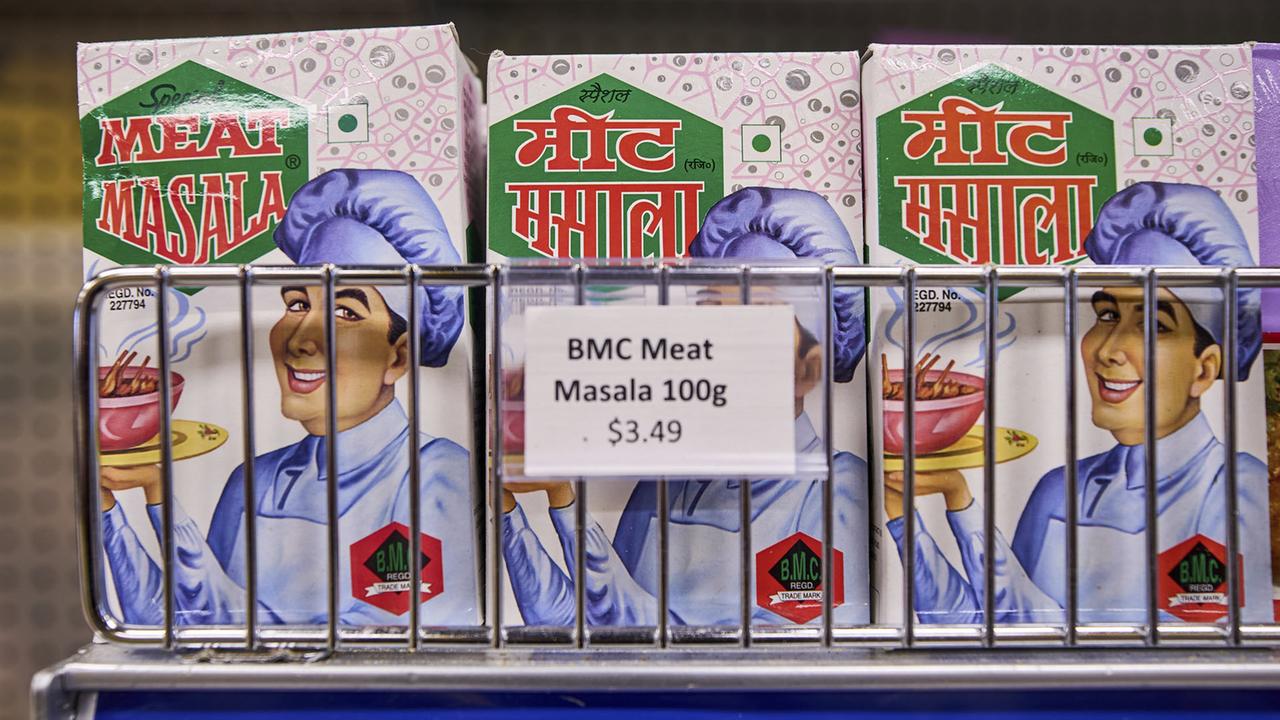 Special
MEAT
MASALA
®
REGD. No.
227794
B.M.C.
REGD.
TRADE MARK
स्पैशल
मीट
(रजि०)
मसाला
BMC Meat
Masala 100g
$3.49
B.M.C.
REGD.
TRADE MARK
स्पैशल
मीट
(रजि०)
मसाला
REGD. No.
227794
B.M.C.
REGD.
TRADE MARK